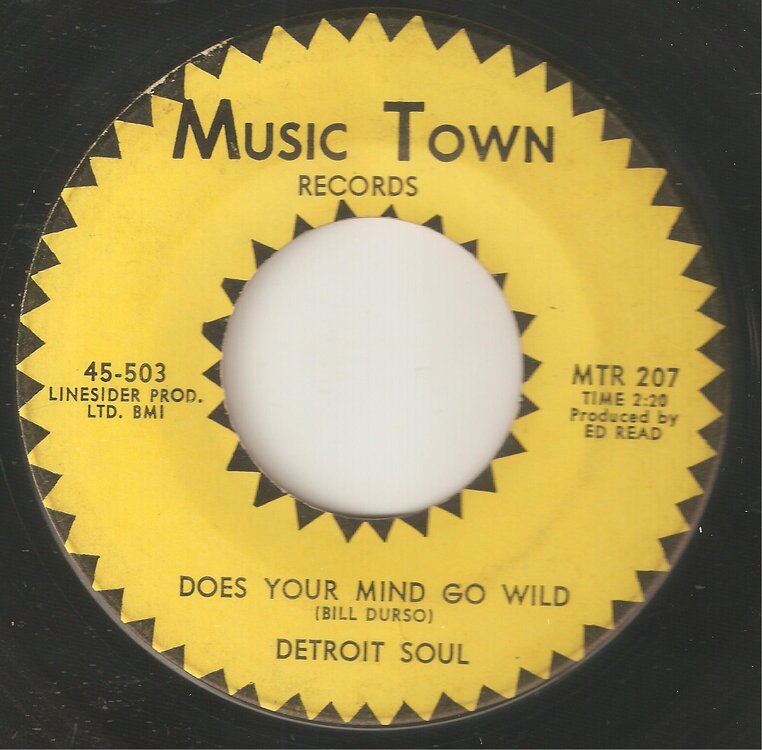 MUSIC TOWN
RECORDS
45-503
LINESIDER PROD.
LTD. BMI
MTR 207
TIME 2:20
Produced by
ED READ
DOES YOUR MIND GO WILD
(BILL DURSO)
DETROIT SOUL